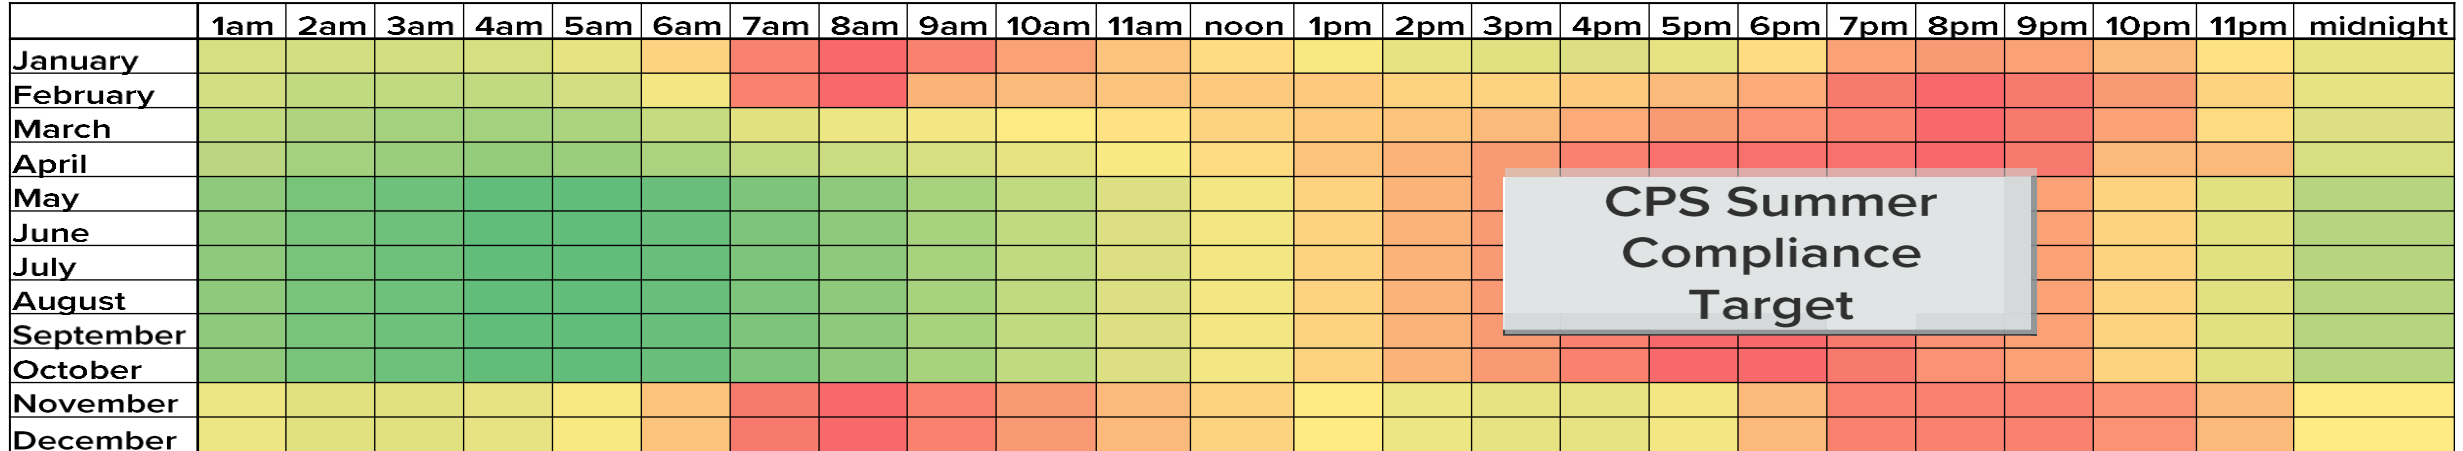 1am 2am 3am 4am 5am 6am 7am 8am 9am 10am 11am noon 1pm 2pm 3pm 4pm 5pm 6pm 7pm 8pm 9pm 10pm 11pm midnight
January
February
March
April
May
June
July
August
September
October
November
December
CPS Summer
Compliance
Target